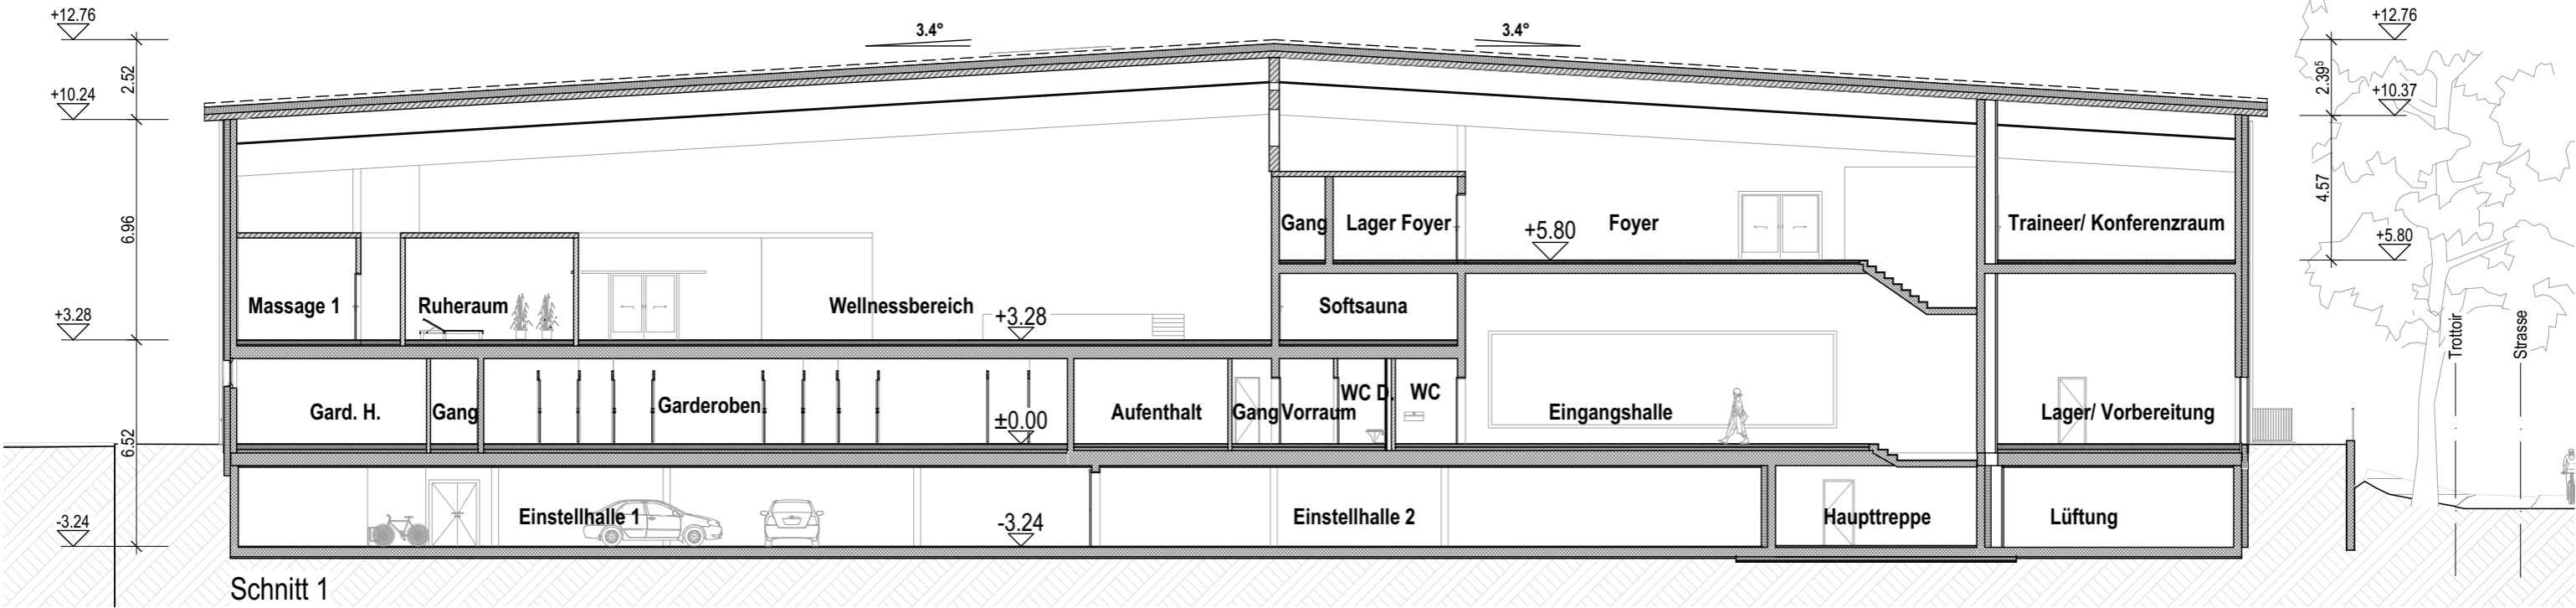 +12.76
3.4°
3.4°
+12.76
2.52
2.39⁵
+10.24
+10.37
6.96
4.57
Gang
Lager Foyer
+5.80
Foyer
Traineer/ Konferenzraum
+5.80
Massage 1
Ruheraum
Wellnessbereich
+3.28
Softsauna
+3.28
Trottoir
Strasse
Gard. H.
Gang
Garderoben
±0.00
Aufenthalt
Gang
Vorraum
WC D.
WC
Eingangshalle
Lager/ Vorbereitung
6.52
-3.24
Einstellhalle 1
-3.24
Einstellhalle 2
Haupttreppe
Lüftung
Schnitt 1